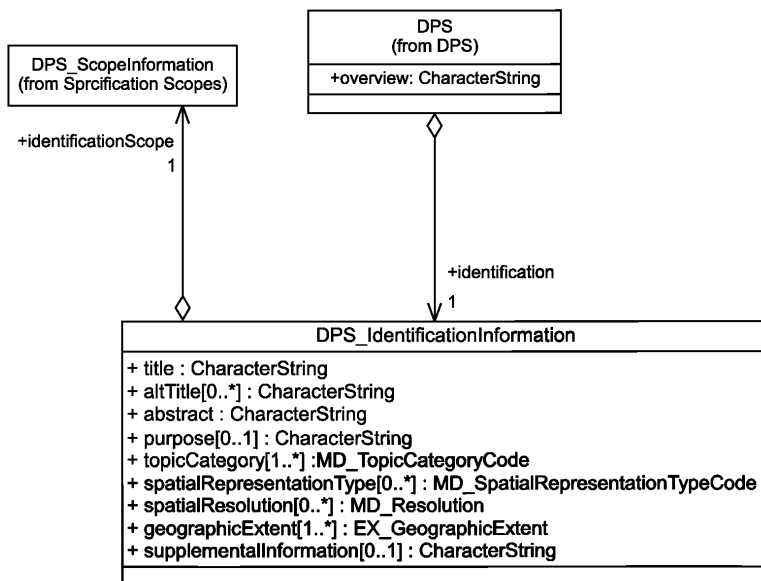 DPS_ScopeInformation
(from Sprcification Scopes)
DPS
(from DPS)
+overview: CharacterString
+identificationScope
1
+identification
1
DPS_IdentificationInformation
+ title : CharacterString
+ altTitle[0..*] : CharacterString
+ abstract : CharacterString
+ purpose[0..1] : CharacterString
+ topicCategory[1..*] :MD_TopicCategoryCode
+ spatialRepresentationType[0..*] : MD_SpatialRepresentationTypeCode
+ spatialResolution[0..*] : MD_Resolution
+ geographicExtent[1..*] : EX_GeographicExtent
+ supplementalInformation[0..1] : CharacterString